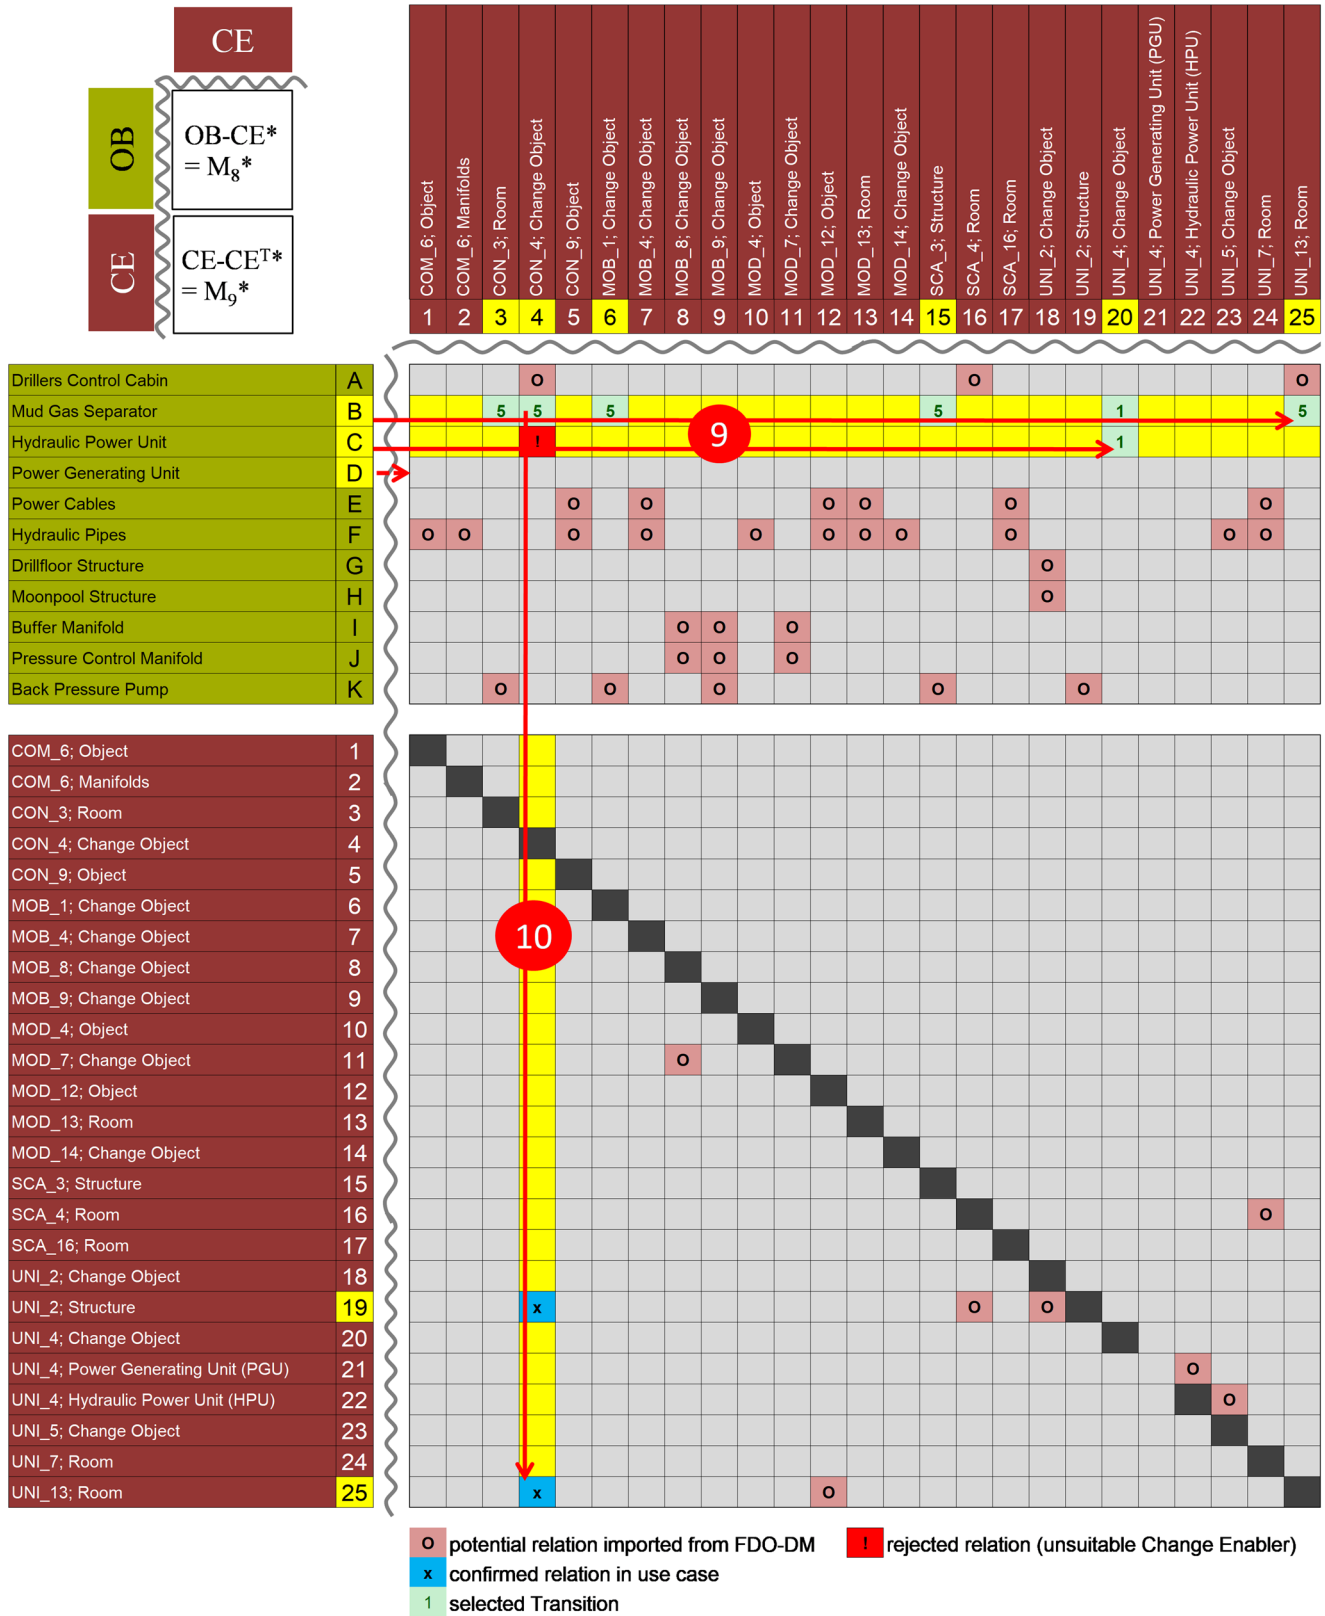 CE
OB
OB-CE*
= M8*
CE
CE-CET*
= M9*
COM_6; Object
COM_6; Manifolds
CON_3; Room
CON_4; Change Object
CON_9; Object
MOB_1; Change Object
MOB_4; Change Object
MOB_8; Change Object
MOB_9; Change Object
MOD_4; Object
MOD_7; Change Object
MOD_12; Object
MOD_13; Room
MOD_14; Change Object
SCA_3; Structure
SCA_4; Room
SCA_16; Room
UNI_2; Change Object
UNI_2; Structure
UNI_4; Change Object
UNI_4; Power Generating Unit (PGU)
UNI_4; Hydraulic Power Unit (HPU)
UNI_5; Change Object
UNI_7; Room
UNI_13; Room
1 2 3 4 5 6 7 8 9 10 11 12 13 14 15 16 17 18 19 20 21 22 23 24 25
Drillers Control Cabin A O O O
Mud Gas Separator B 5 5 5 5 1 5
9
Hydraulic Power Unit C ! 1
Power Generating Unit D
Power Cables E O O O O O O
Hydraulic Pipes F O O O O O O O O O O O
Drillfloor Structure G O
Moonpool Structure H O
Buffer Manifold I O O O
Pressure Control Manifold J O O O
Back Pressure Pump K O O O O O
COM_6; Object 1
COM_6; Manifolds 2
CON_3; Room 3
CON_4; Change Object 4
CON_9; Object 5
MOB_1; Change Object 6
10
MOB_4; Change Object 7
MOB_8; Change Object 8
MOB_9; Change Object 9
MOD_4; Object 10
MOD_7; Change Object 11 O
MOD_12; Object 12
MOD_13; Room 13
MOD_14; Change Object 14
SCA_3; Structure 15
SCA_4; Room 16 O
SCA_16; Room 17
UNI_2; Change Object 18
UNI_2; Structure 19 x O O
UNI_4; Change Object 20
UNI_4; Power Generating Unit (PGU) 21 O
UNI_4; Hydraulic Power Unit (HPU) 22 O
UNI_5; Change Object 23
UNI_7; Room 24
UNI_13; Room 25 x O
O potential relation imported from FDO-DM
! rejected relation (unsuitable Change Enabler)
x confirmed relation in use case
1 selected Transition